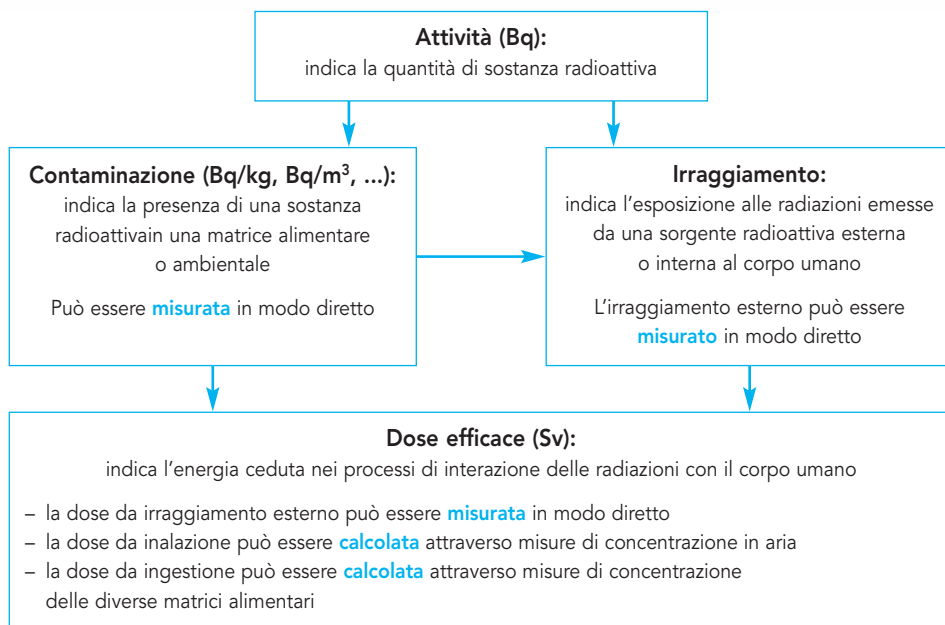 Attività (Bq):
indica la quantità di sostanza radioattiva
Contaminazione (Bq/kg, Bq/m³, ...):
indica la presenza di una sostanza
radioattivain una matrice alimentare
o ambientale
Può essere misurata in modo diretto
Irraggiamento:
indica l'esposizione alle radiazioni emesse
da una sorgente radioattiva esterna
o interna al corpo umano
L'irraggiamento esterno può essere
misurato in modo diretto
Dose efficace (Sv):
indica l'energia ceduta nei processi di interazione delle radiazioni con il corpo umano
– la dose da irraggiamento esterno può essere misurata in modo diretto
– la dose da inalazione può essere calcolata attraverso misure di concentrazione in aria
– la dose da ingestione può essere calcolata attraverso misure di concentrazione
delle diverse matrici alimentari